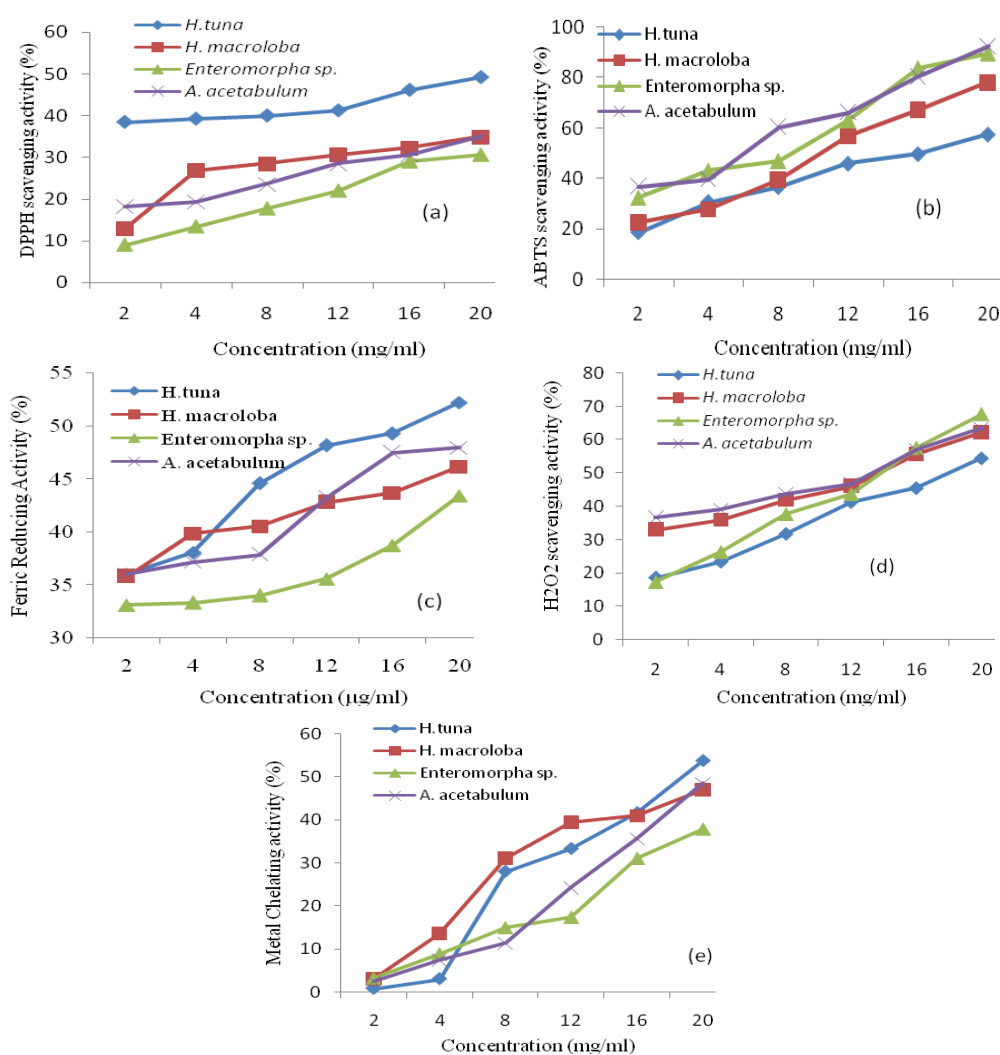 H.tuna
H. macroloba
Enteromorpha sp.
A. acetabulum
DPPH scavenging activity (%)
60
50
40
30
20
10
0
(a)
2 4 8 12 16 20
Concentration (mg/ml)
H.tuna
H. macroloba
Enteromorpha sp.
A. acetabulum
ABTS scavenging activity (%)
100
80
60
40
20
0
(b)
2 4 8 12 16 20
Concentration (mg/ml)
H.tuna
H. macroloba
Enteromorpha sp.
A. acetabulum
Ferric Reducing Activity (%)
55
50
45
40
35
30
(c)
2 4 8 12 16 20
Concentration (µg/ml)
H.tuna
H. macroloba
Enteromorpha sp.
A. acetabulum
H2O2 scavenging activity (%)
80
70
60
50
40
30
20
10
0
(d)
2 4 8 12 16 20
Concentration (mg/ml)
H.tuna
H. macroloba
Enteromorpha sp.
A. acetabulum
Metal Chelating activity (%)
60
50
40
30
20
10
0
(e)
2 4 8 12 16 20
Concentration (mg/ml)